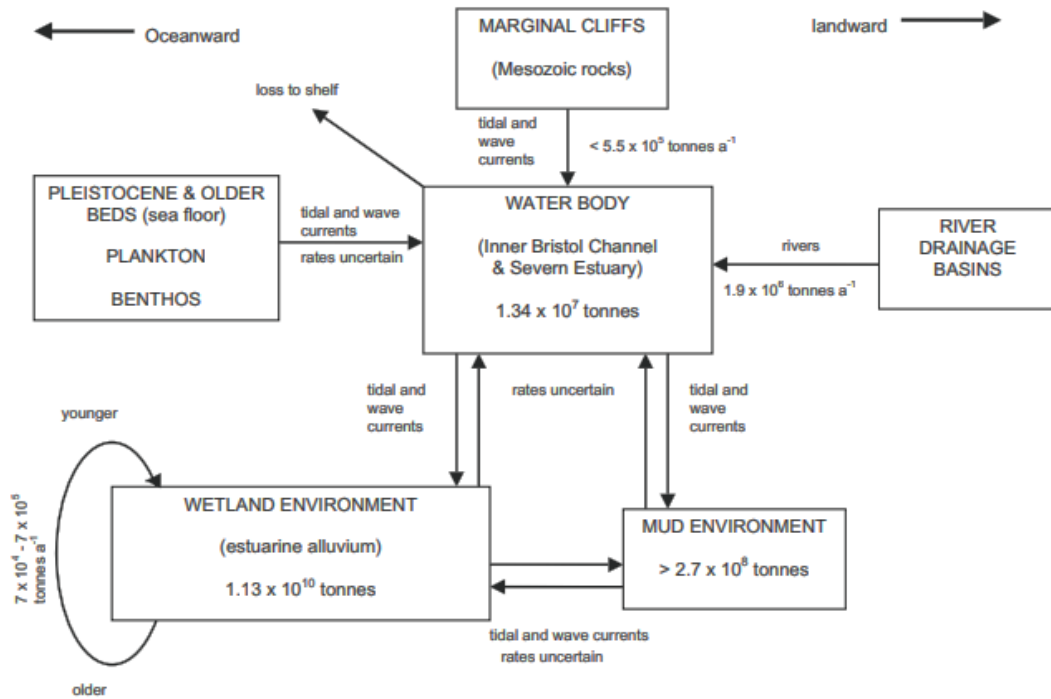 Oceanward
landward
MARGINAL CLIFFS
(Mesozoic rocks)
loss to shelf
tidal and
wave
currents
< 5.5 x 10⁵ tonnes a⁻¹
PLEISTOCENE & OLDER
BEDS (sea floor)
PLANKTON
BENTHOS
tidal and wave
currents
rates uncertain
WATER BODY
(Inner Bristol Channel
& Severn Estuary)
1.34 x 10⁷ tonnes
rivers
1.9 x 10⁶ tonnes a⁻¹
RIVER
DRAINAGE
BASINS
tidal and
wave
currents
rates uncertain
tidal and
wave
currents
younger
7 x 10⁴ - 7 x 10⁵
tonnes a⁻¹
older
WETLAND ENVIRONMENT
(estuarine alluvium)
1.13 x 10¹⁰ tonnes
MUD ENVIRONMENT
> 2.7 x 10⁸ tonnes
tidal and wave currents
rates uncertain